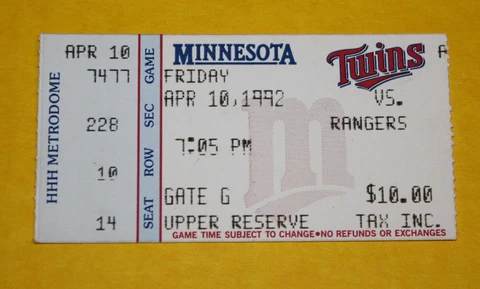 HHH METRODOME
APR 10
7477
228
10
14
GAME
SEC
ROW
SEAT
MINNESOTA Twins A
FRIDAY
APR 10,1992 VS.
RANGERS
7:05 PM
m
GATE G $10.00
UPPER RESERVE TAX INC.
GAME TIME SUBJECT TO CHANGE•NO REFUNDS OR EXCHANGES